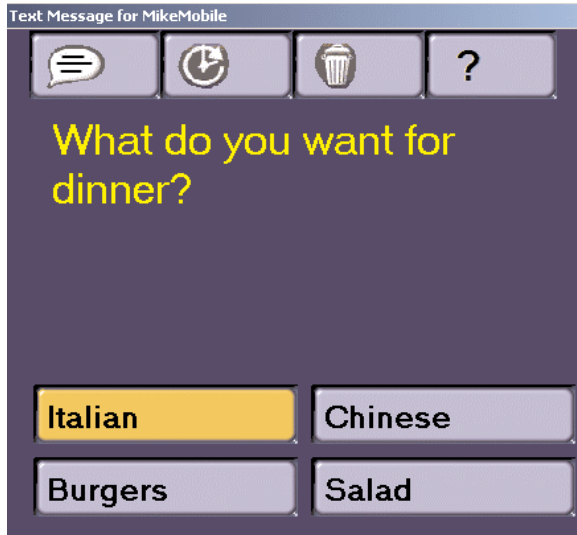 Text Message for MikeMobile
?
What do you want for
dinner?
Italian
Chinese
Burgers
Salad